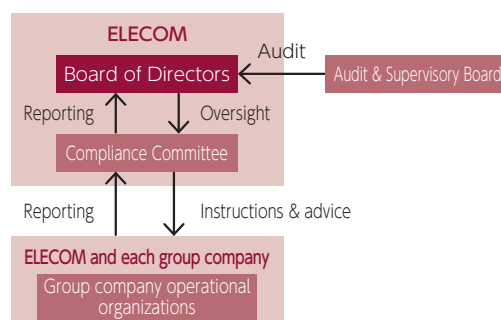 ELECOM
Audit
Board of Directors
Audit & Supervisory Board
Reporting
Oversight
Compliance Committee
Reporting
Instructions & advice
ELECOM and each group company
Group company operational
organizations